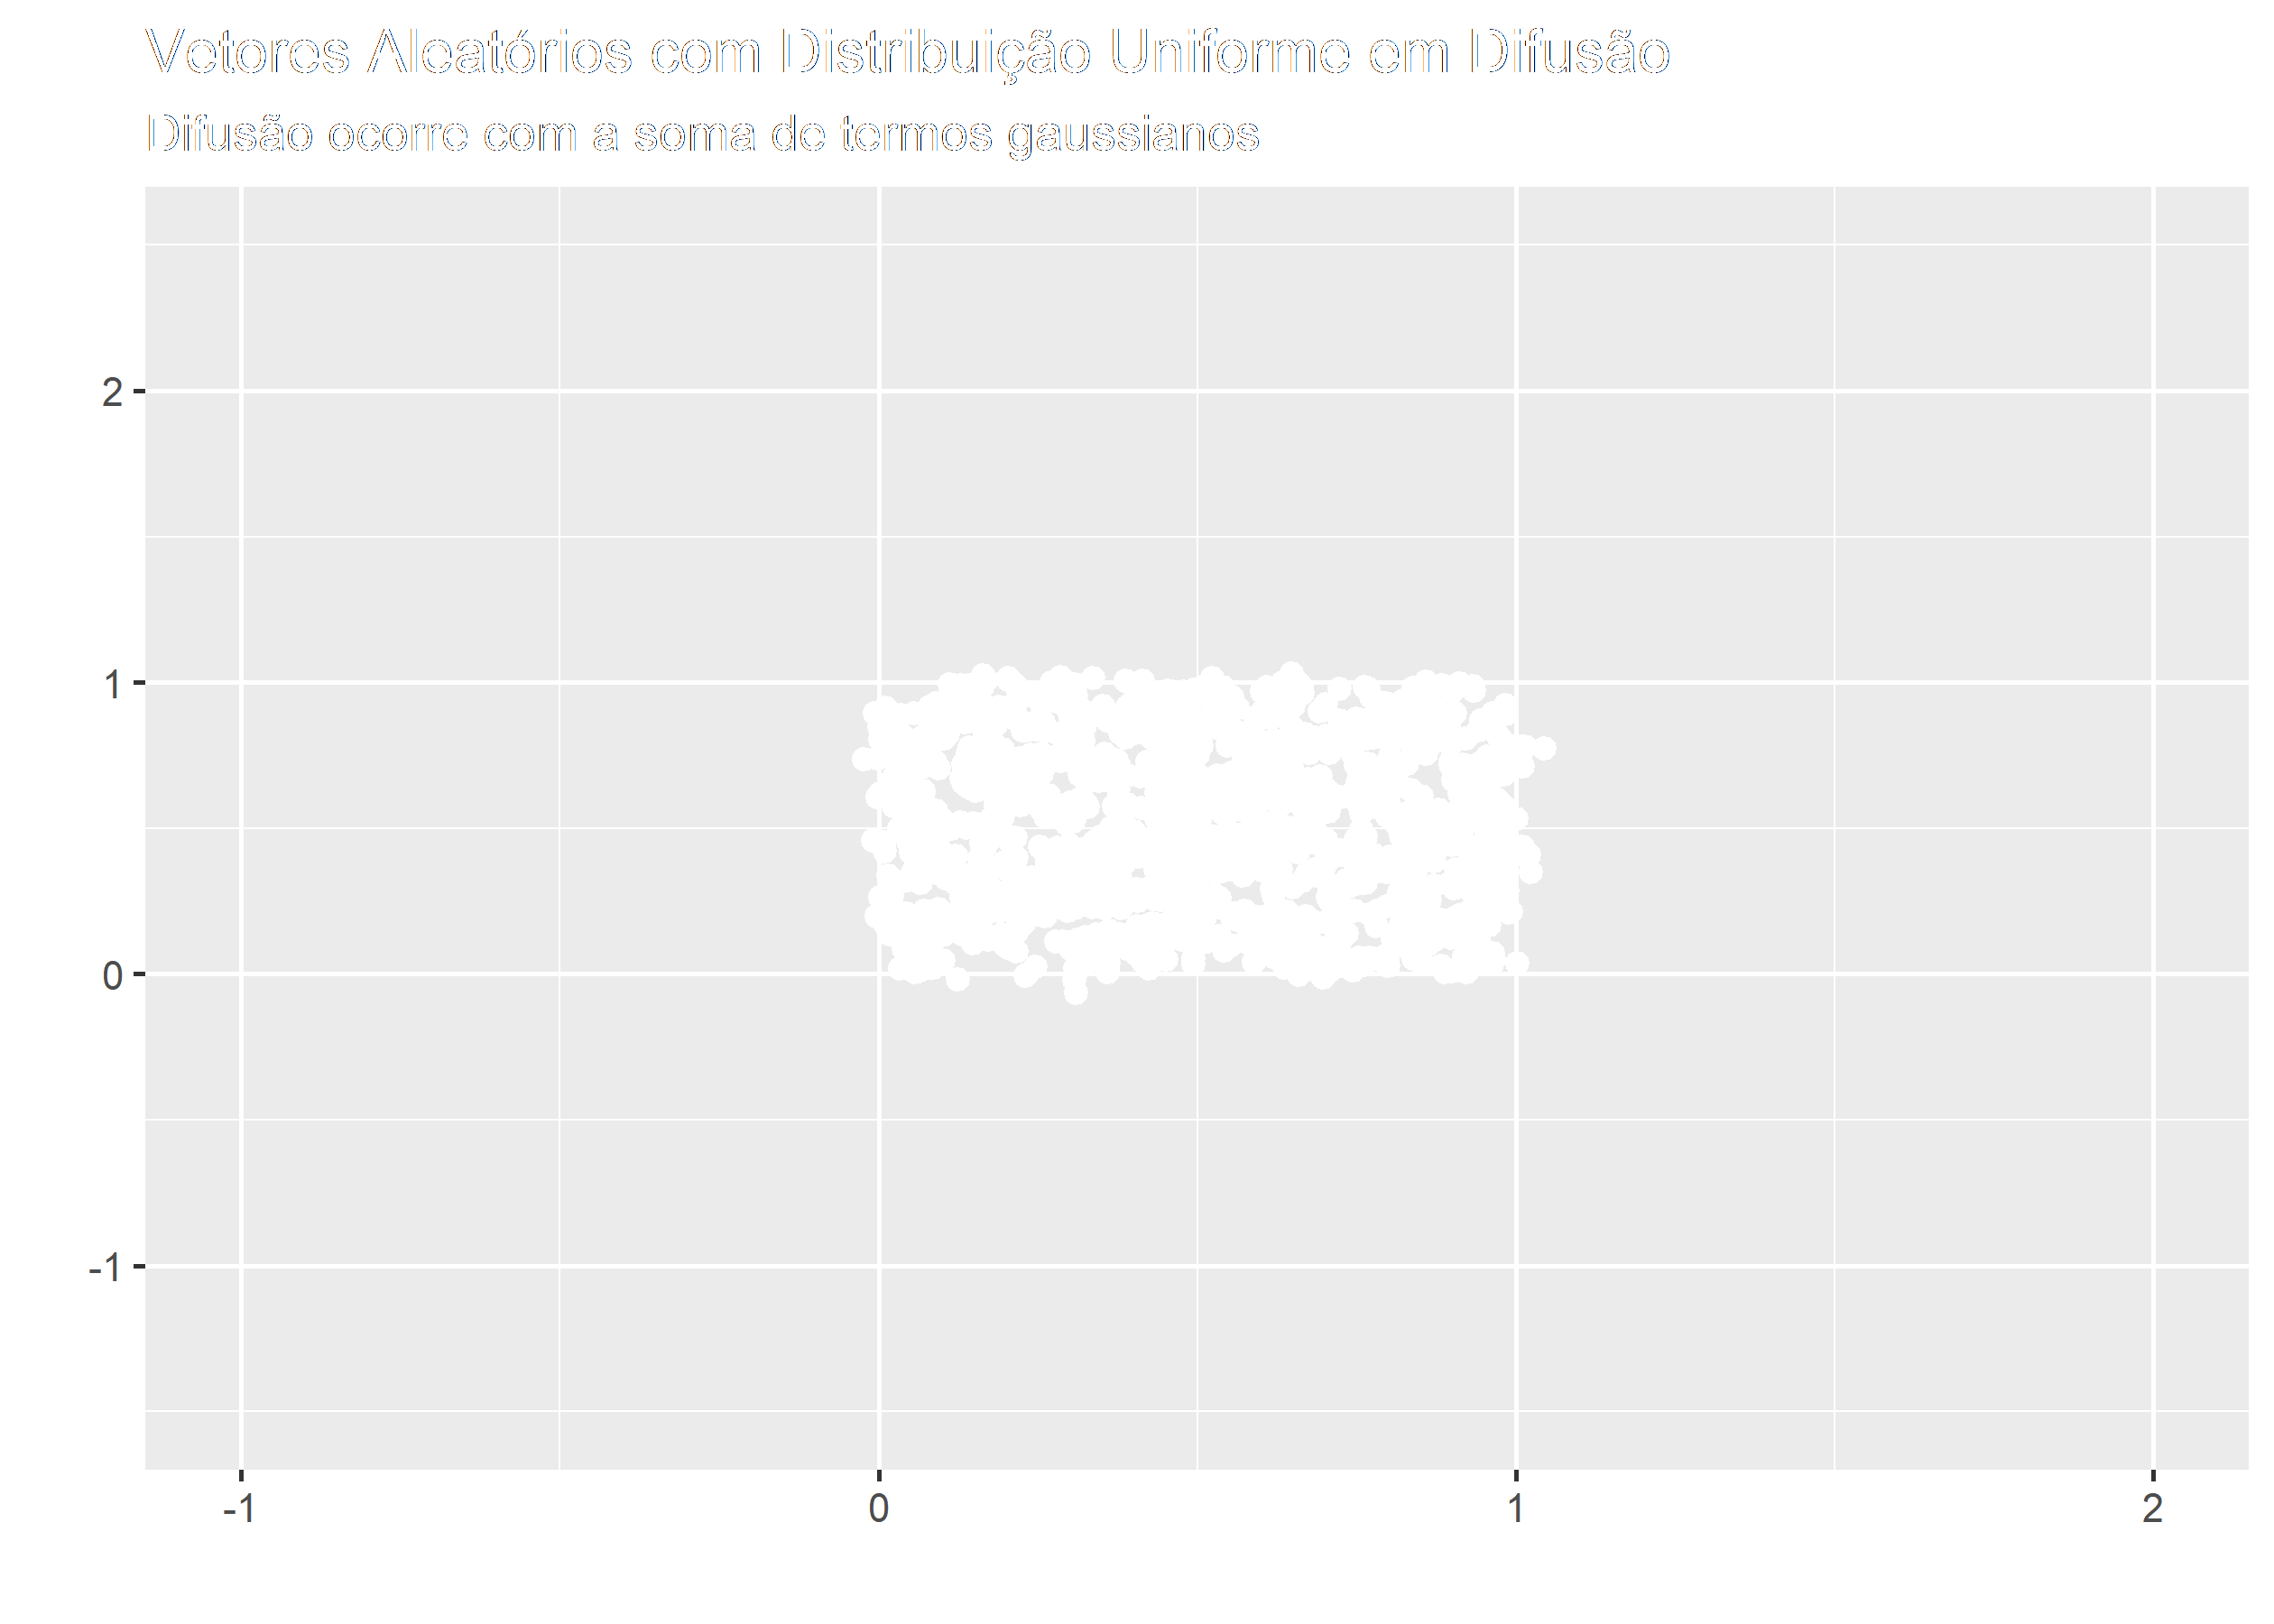 Vetores Aleatórios com Distribuição Uniforme em Difusão
Difusão ocorre com a soma de termos gaussianos
2
1
0
-1
-1 0 1 2